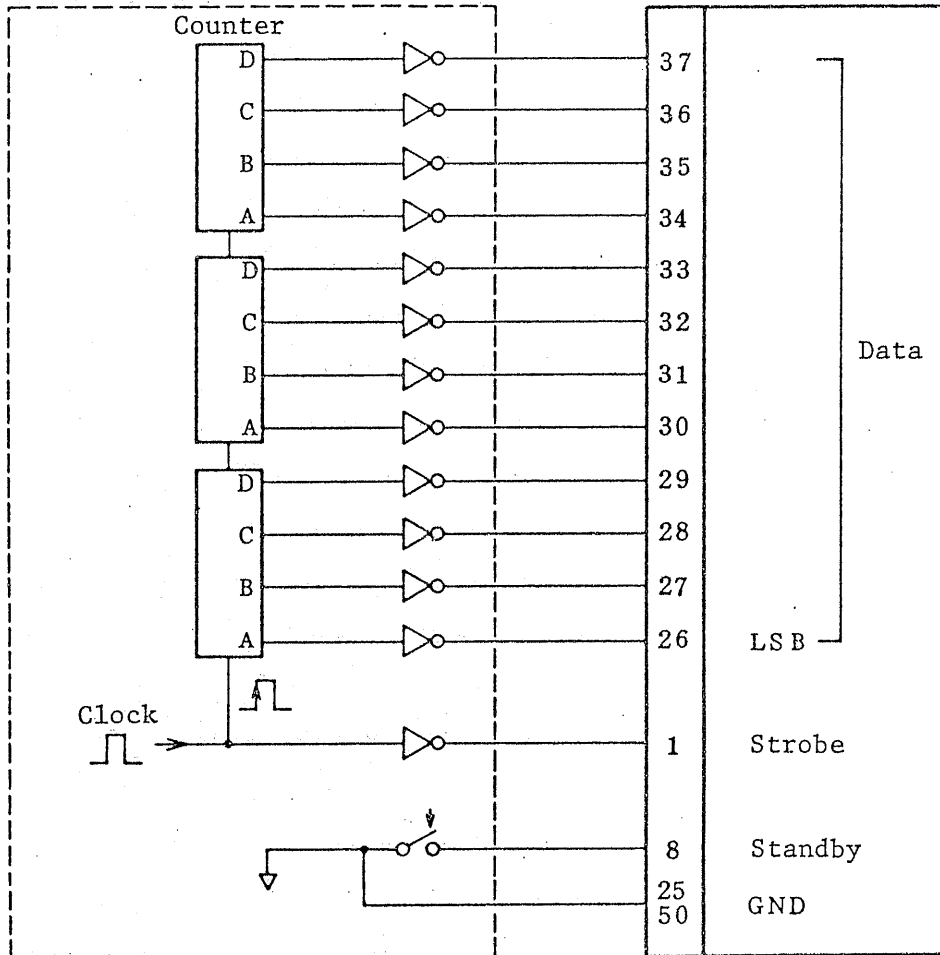 Counter
D 37
C 36
B 35
A 34
D 33
C 32
B 31
A 30
Data
D 29
C 28
B 27
A 26 LSB
Clock
1 Strobe
8 Standby
25
50 GND